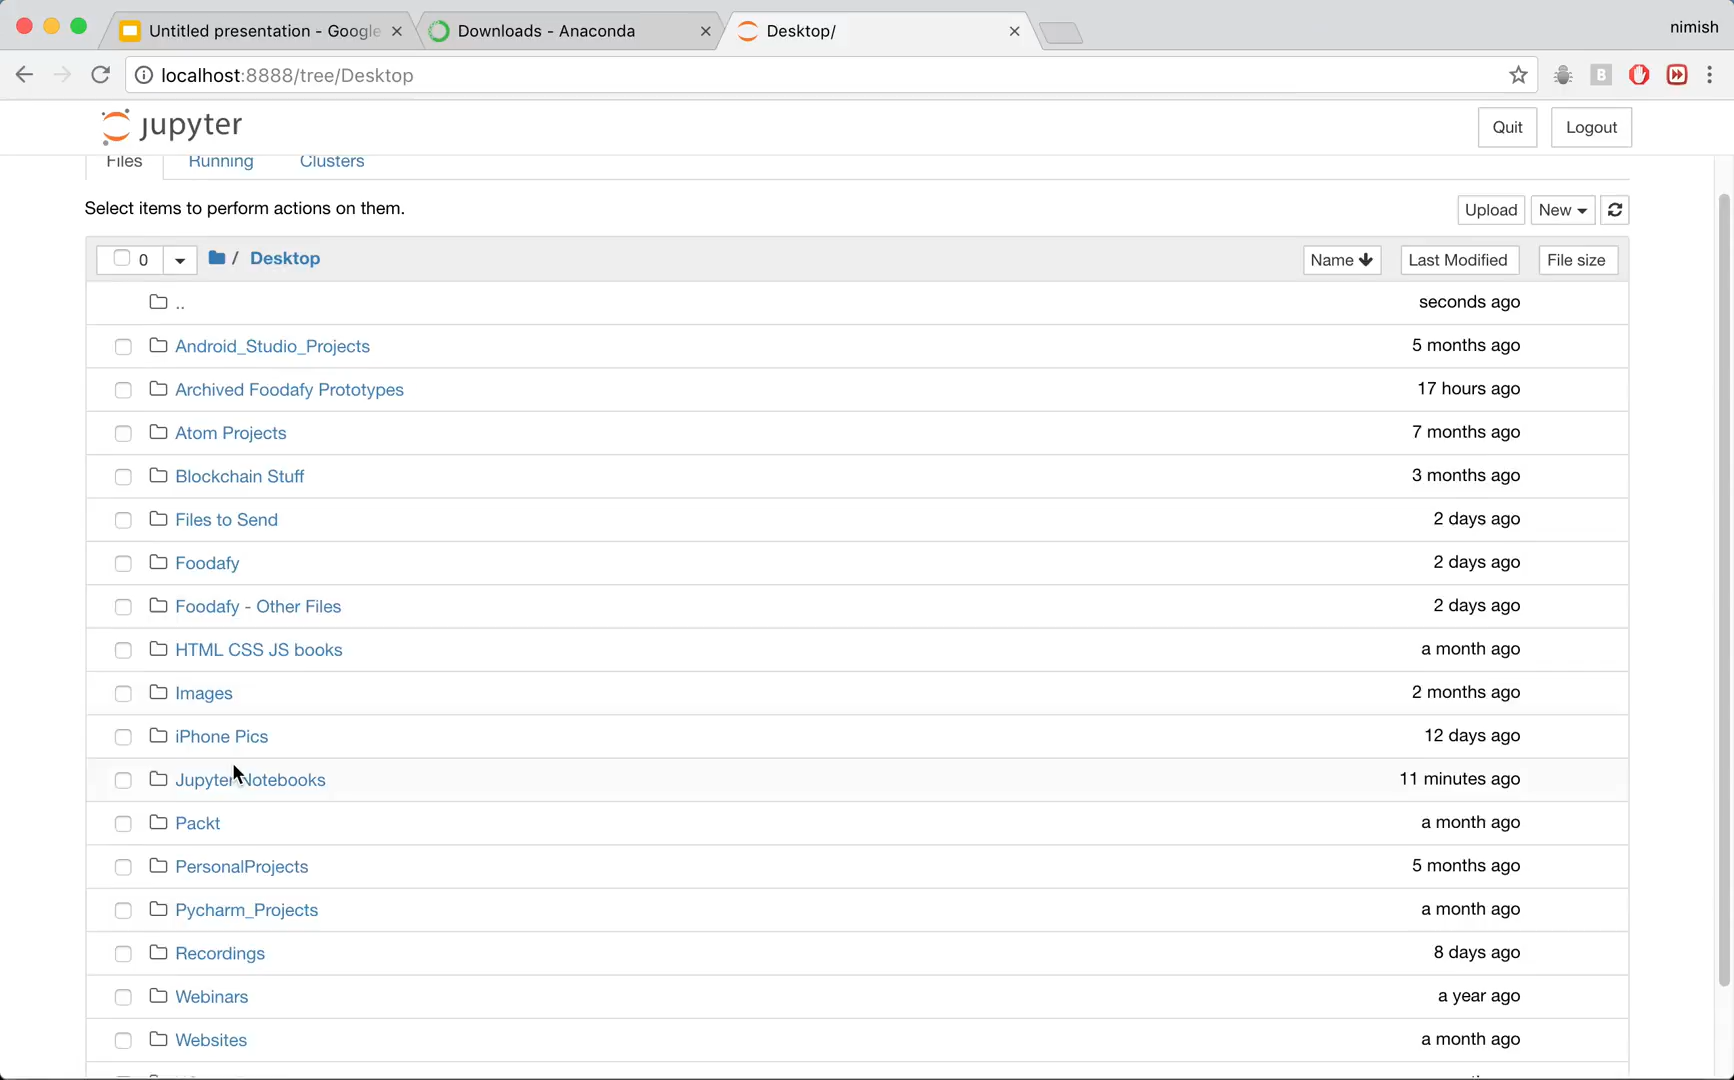 Untitled presentation - Google
Downloads - Anaconda
Desktop/
nimish
localhost:8888/tree/Desktop
jupyter
Quit
Logout
Files
Running
Clusters
Select items to perform actions on them.
Upload
New
0
/ Desktop
Name
Last Modified
File size
.. seconds ago
Android_Studio_Projects 5 months ago
Archived Foodafy Prototypes 17 hours ago
Atom Projects 7 months ago
Blockchain Stuff 3 months ago
Files to Send 2 days ago
Foodafy 2 days ago
Foodafy - Other Files 2 days ago
HTML CSS JS books a month ago
Images 2 months ago
iPhone Pics 12 days ago
Jupyter Notebooks 11 minutes ago
Packt a month ago
PersonalProjects 5 months ago
Pycharm_Projects a month ago
Recordings 8 days ago
Webinars a year ago
Websites a month ago